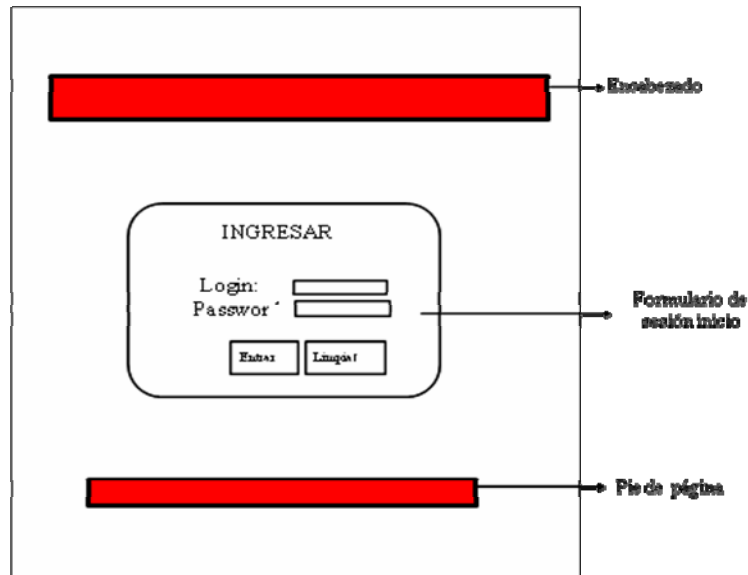 Encabezado
INGRESAR
Login:
Passwor
Formulario de
sesión inicio
Entrar Limpiar
Pie de página